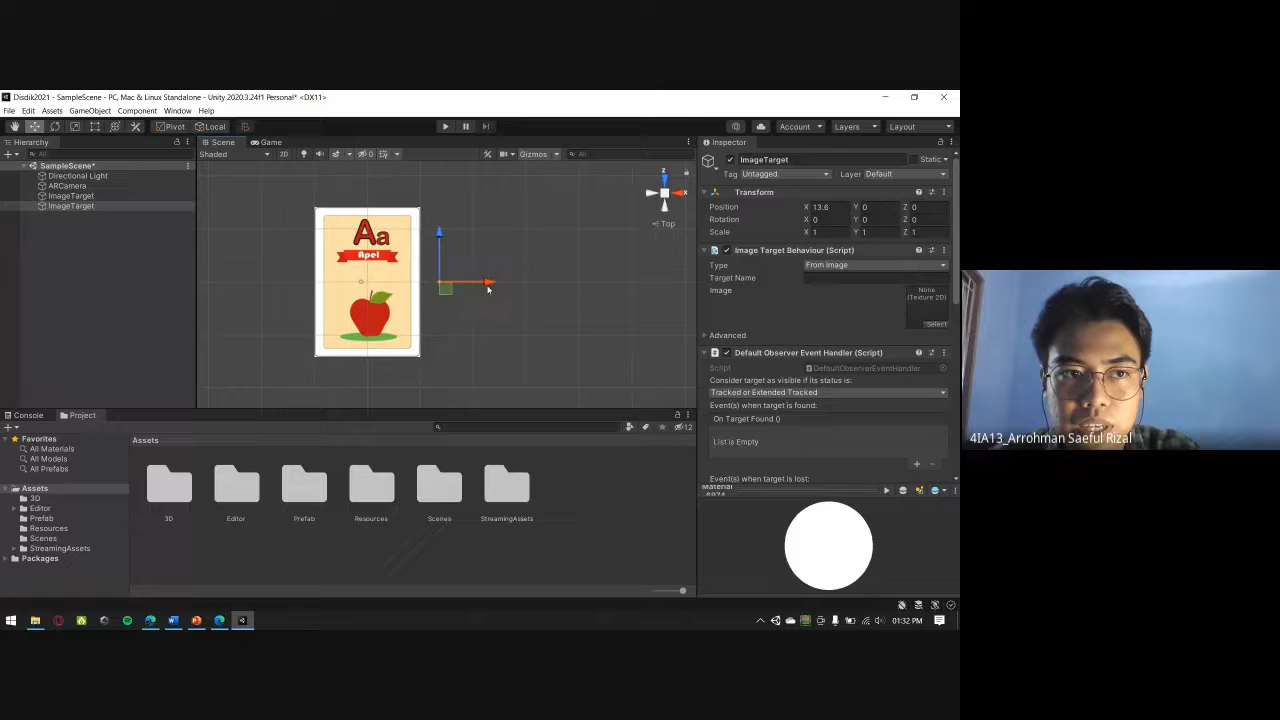 Disdik2021 - SampleScene - PC, Mac & Linux Standalone - Unity 2020.3.24f1 Personal* <DX11>
File Edit Assets GameObject Component Window Help
Pivot Local Account Layers Layout
Hierarchy Scene Game Inspector
All Shaded 2D 0 Gizmos All
SampleScene*
Directional Light
ARCamera
ImageTarget
ImageTarget
z
x
Top
Aa
Apel
ImageTarget Static
Tag Untagged Layer Default
Transform
Position X 13.6 Y 0 Z 0
Rotation X 0 Y 0 Z 0
Scale X 1 Y 1 Z 1
Image Target Behaviour (Script)
Type From Image
Target Name
Image None
(Texture 2D)
Select
Advanced
Default Observer Event Handler (Script)
Script DefaultObserverEventHandler
Consider target as visible if its status is:
Tracked or Extended Tracked
Event(s) when target is found:
On Target Found ()
List is Empty
Event(s) when target is lost:
Material
Console Project
12
Favorites
All Materials
All Models
All Prefabs
Assets
3D
Editor
Prefab
Resources
Scenes
StreamingAssets
Packages
Assets
3D Editor Prefab Resources Scenes StreamingAssets
01:32 PM
4IA13_Arrohman Saeful Rizal